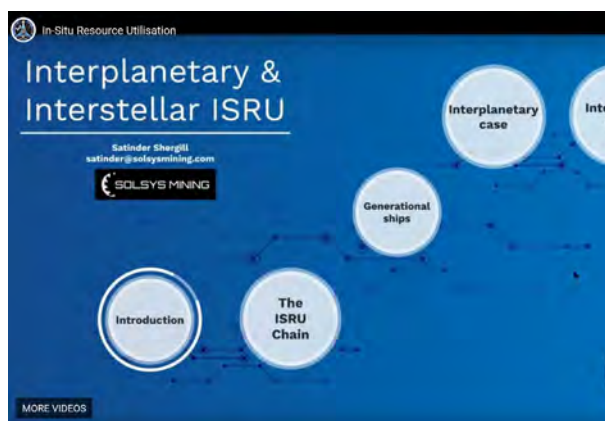 In-Situ Resource Utilisation
Interplanetary &
Interstellar ISRU
Satinder Shergill
satinder@solsysmining.com
SOLSYS MINING
Interplanetary
case
Generational
ships
The
ISRU
Chain
Introduction
MORE VIDEOS